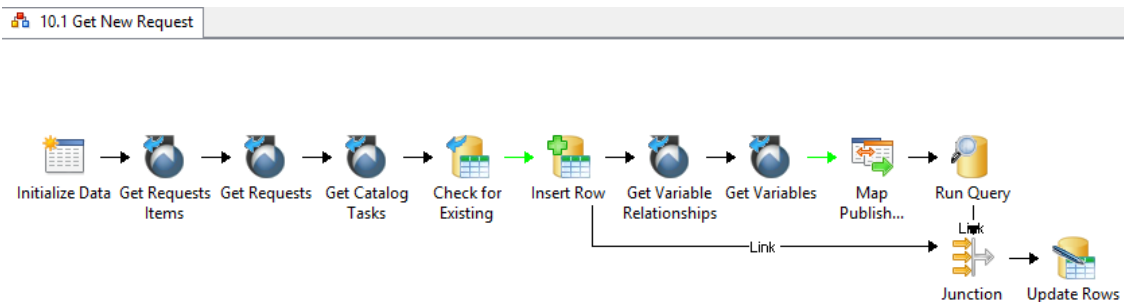 10.1 Get New Request
Initialize Data
Get Requests
Items
Get Requests
Get Catalog
Tasks
Check for
Existing
Insert Row
Get Variable
Relationships
Get Variables
Map
Publish...
Run Query
Link
Link
Junction
Update Rows